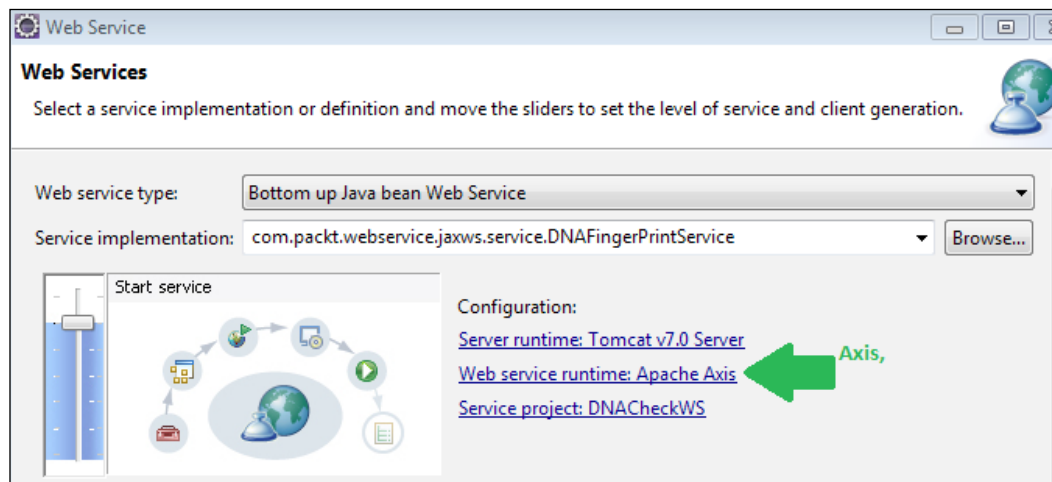 Web Service
Web Services
Select a service implementation or definition and move the sliders to set the level of service and client generation.
Web service type:
Bottom up Java bean Web Service
Service implementation:
com.packt.webservice.jaxws.service.DNAFingerPrintService
Browse...
Start service
Configuration:
Server runtime: Tomcat v7.0 Server
Web service runtime: Apache Axis
Axis,
Service project: DNACheckWS